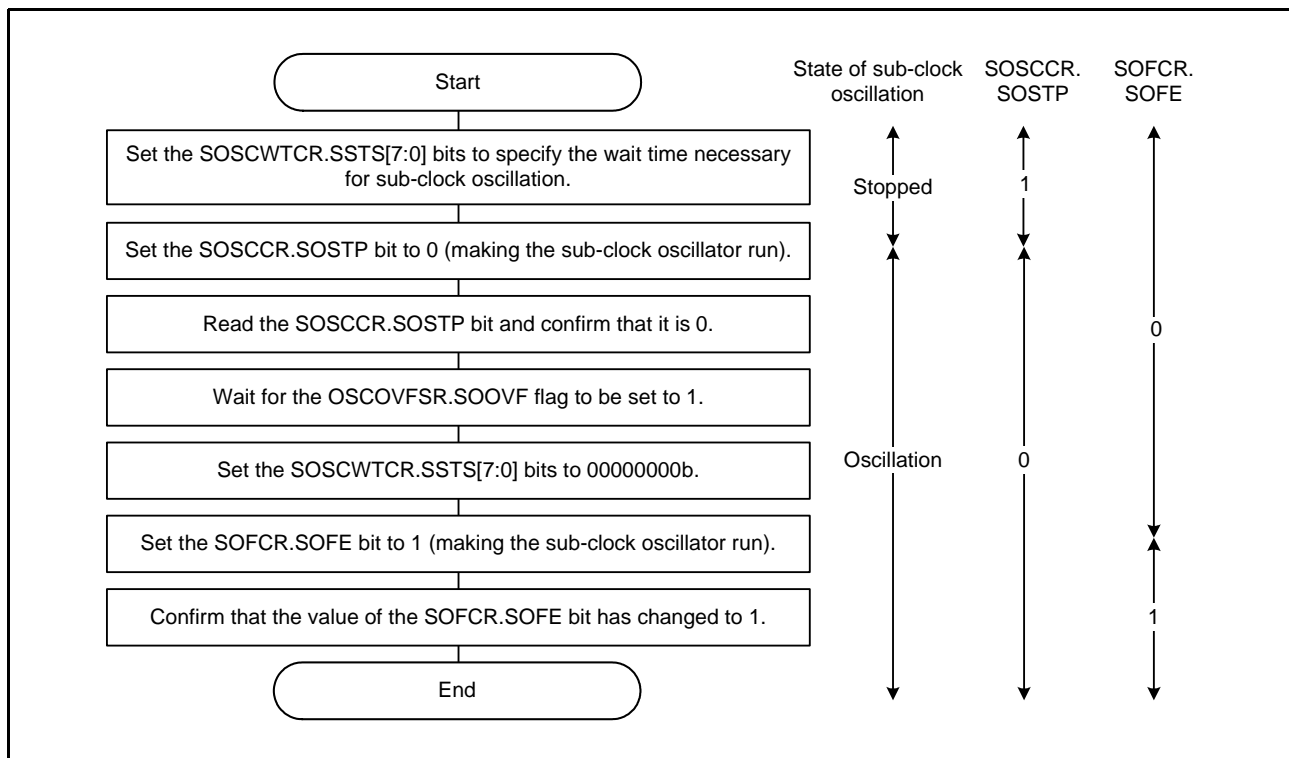 Start
State of sub-clock
oscillation
SOSCCR.
SOSTP
SOFCR.
SOFE
Set the SOSCWTCR.SSTS[7:0] bits to specify the wait time necessary
for sub-clock oscillation.
Stopped
1
Set the SOSCCR.SOSTP bit to 0 (making the sub-clock oscillator run).
Read the SOSCCR.SOSTP bit and confirm that it is 0.
0
Wait for the OSCOVFSR.SOOVF flag to be set to 1.
Set the SOSCWTCR.SSTS[7:0] bits to 00000000b.
Oscillation
0
Set the SOFCR.SOFE bit to 1 (making the sub-clock oscillator run).
Confirm that the value of the SOFCR.SOFE bit has changed to 1.
1
End